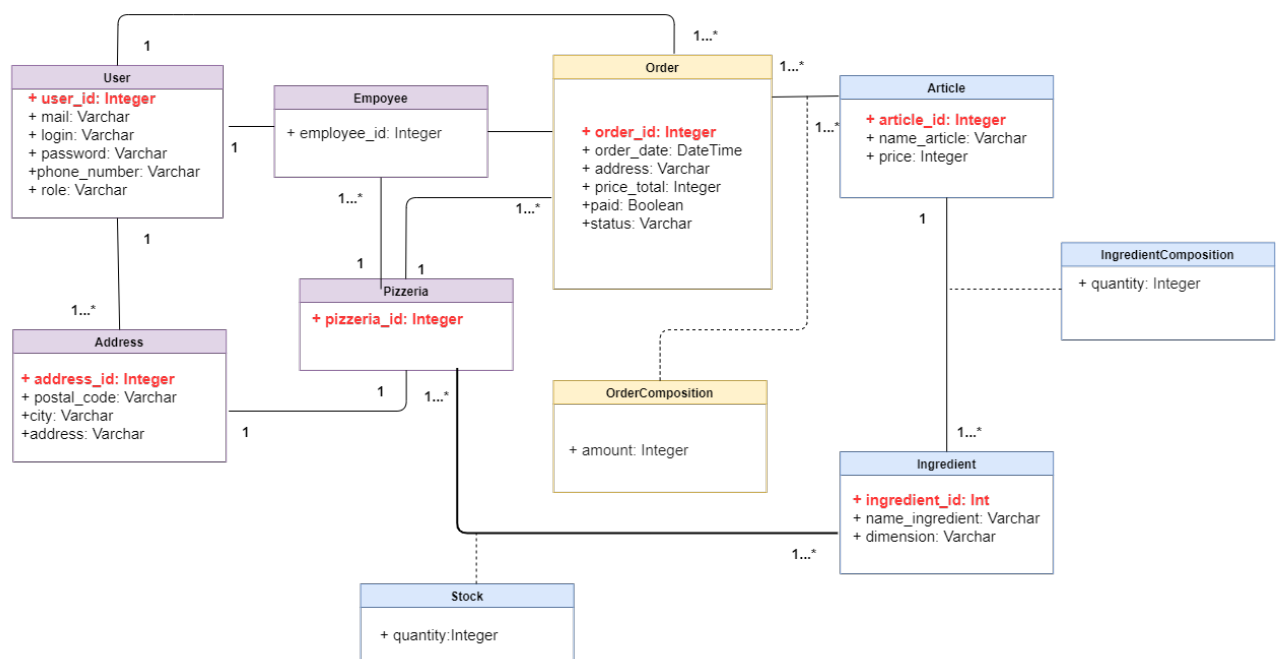 1
1...*
User
+ user_id: Integer
+ mail: Varchar
+ login: Varchar
+ password: Varchar
+phone_number: Varchar
+ role: Varchar
1
Empoyee
+ employee_id: Integer
Order
+ order_id: Integer
+ order_date: DateTime
+ address: Varchar
+ price_total: Integer
+paid: Boolean
+status: Varchar
1...*
1...*
Article
+ article_id: Integer
+ name_article: Varchar
+ price: Integer
1...*
1...*
1
1
1
1
IngredientComposition
+ quantity: Integer
Pizzeria
+ pizzeria_id: Integer
1...*
Address
+ address_id: Integer
+ postal_code: Varchar
+city: Varchar
+address: Varchar
1
1
1...*
OrderComposition
+ amount: Integer
1...*
Ingredient
+ ingredient_id: Int
+ name_ingredient: Varchar
+ dimension: Varchar
1...*
Stock
+ quantity:Integer